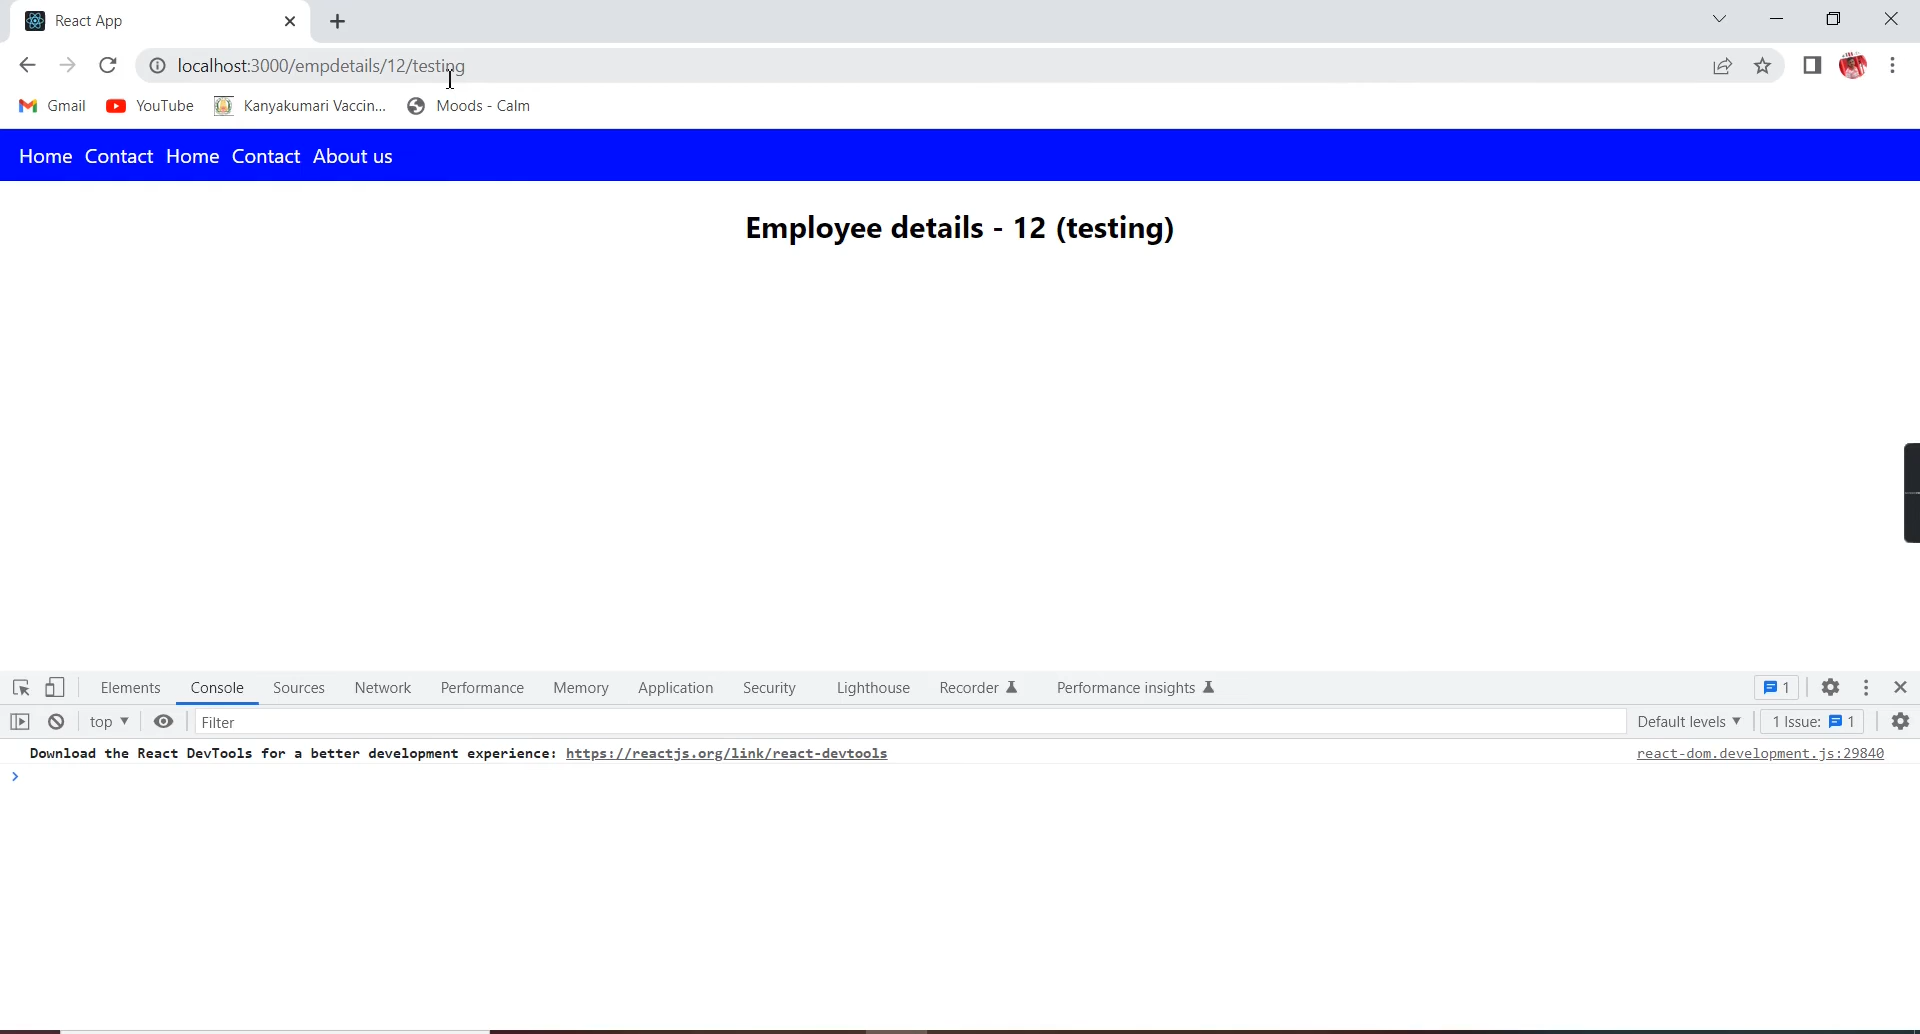 React App
localhost:3000/empdetails/12/testing
Gmail YouTube Kanyakumari Vaccin... Moods - Calm
Home Contact Home Contact About us
Employee details - 12 (testing)
Elements Console Sources Network Performance Memory Application Security Lighthouse Recorder Performance insights 1
top Filter Default levels 1 Issue: 1
Download the React DevTools for a better development experience: https://reactjs.org/link/react-devtools react-dom.development.js:29840